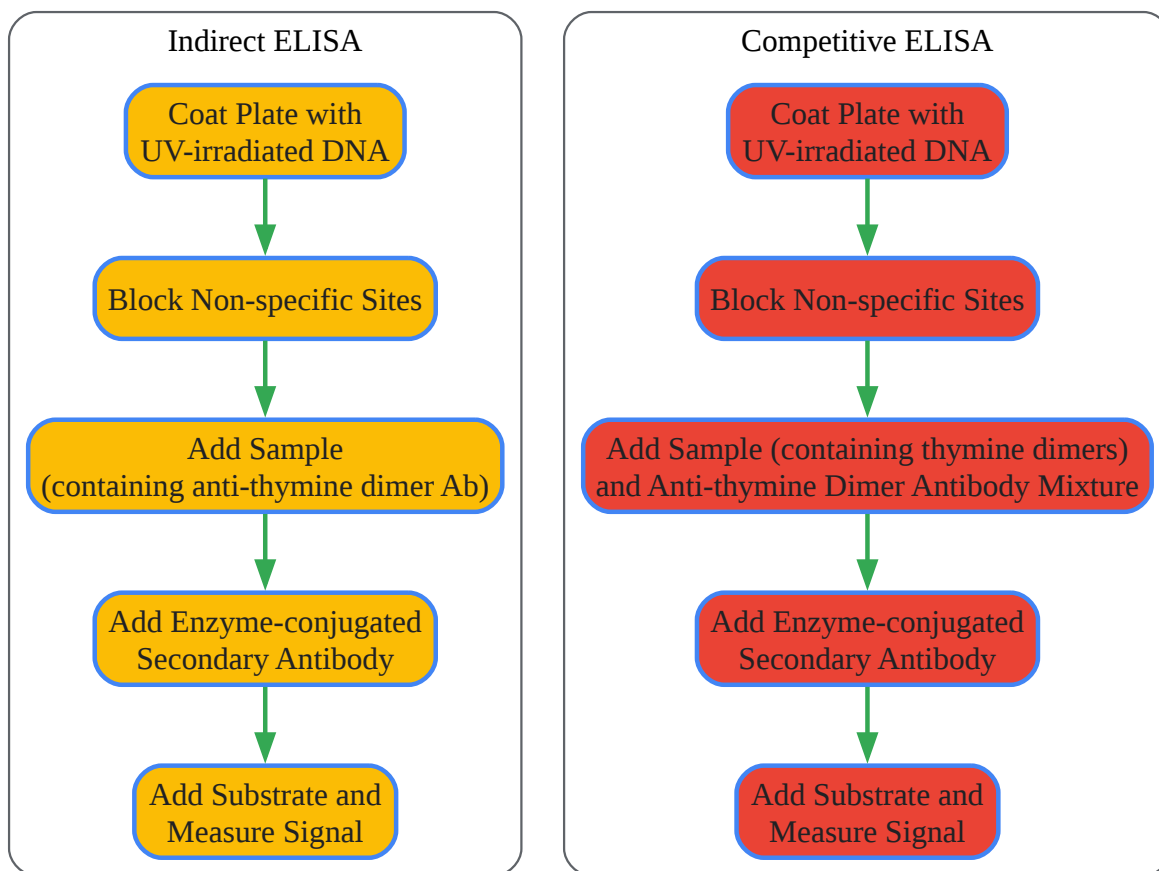 Indirect ELISA
Coat Plate with
UV-irradiated DNA
Block Non-specific Sites
Add Sample
(containing anti-thymine dimer Ab)
Add Enzyme-conjugated
Secondary Antibody
Add Substrate and
Measure Signal
Competitive ELISA
Coat Plate with
UV-irradiated DNA
Block Non-specific Sites
Add Sample (containing thymine dimers)
and Anti-thymine Dimer Antibody Mixture
Add Enzyme-conjugated
Secondary Antibody
Add Substrate and
Measure Signal